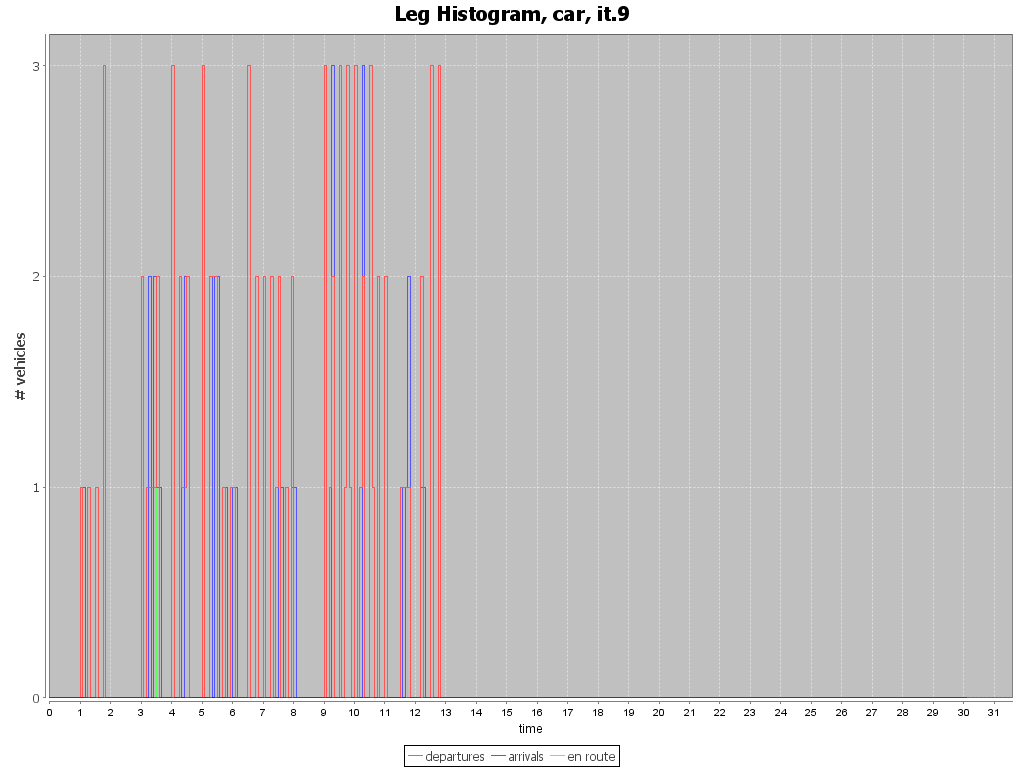 Leg Histogram, car, it.9
# vehicles
3
2
1
0
0 1 2 3 4 5 6 7 8 9 10 11 12 13 14 15 16 17 18 19 20 21 22 23 24 25 26 27 28 29 30 31
time
departures arrivals en route